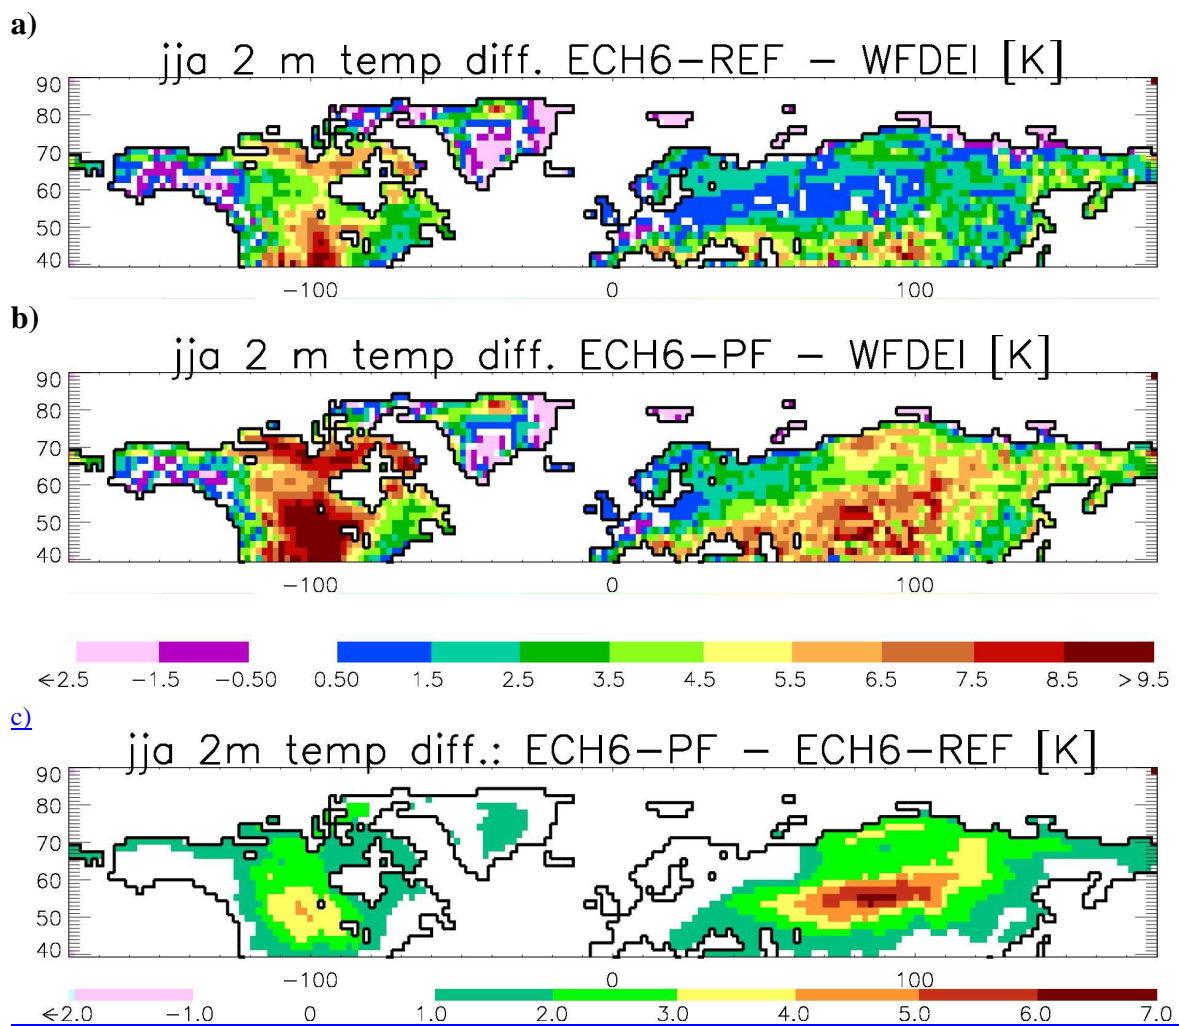 a)
jja 2 m temp diff. ECH6-REF - WFDEI [K]
90
80
70
60
50
40
-100 0 100
b)
jja 2 m temp diff. ECH6-PF - WFDEI [K]
90
80
70
60
50
40
-100 0 100
<2.5 -1.5 -0.50 0.50 1.5 2.5 3.5 4.5 5.5 6.5 7.5 8.5 >9.5
c)
jja 2m temp diff.: ECH6-PF - ECH6-REF [K]
90
80
70
60
50
40
-100 0 100
<2.0 -1.0 0 1.0 2.0 3.0 4.0 5.0 6.0 7.0